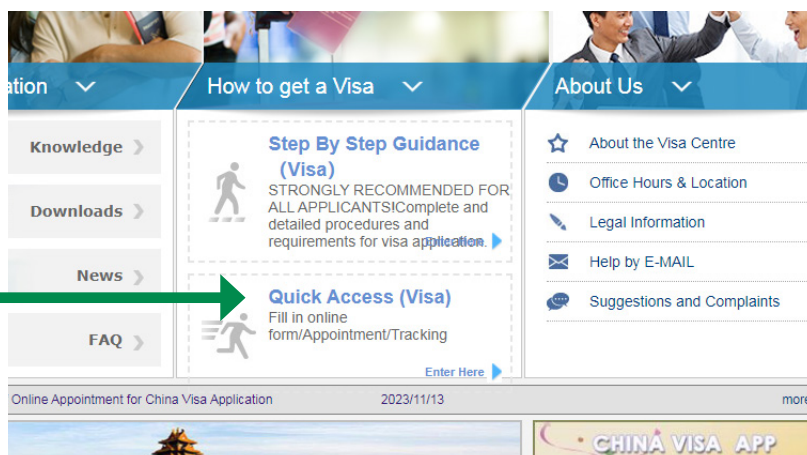 ation
How to get a Visa
About Us
Knowledge
Downloads
News
FAQ
Step By Step Guidance
(Visa)
STRONGLY RECOMMENDED FOR
ALL APPLICANTS!Complete and
detailed procedures and
requirements for visa application.
Quick Access (Visa)
Fill in online
form/Appointment/Tracking
Enter Here
About the Visa Centre
Office Hours & Location
Legal Information
Help by E-MAIL
Suggestions and Complaints
Online Appointment for China Visa Application 2023/11/13 more
CHINA VISA APP